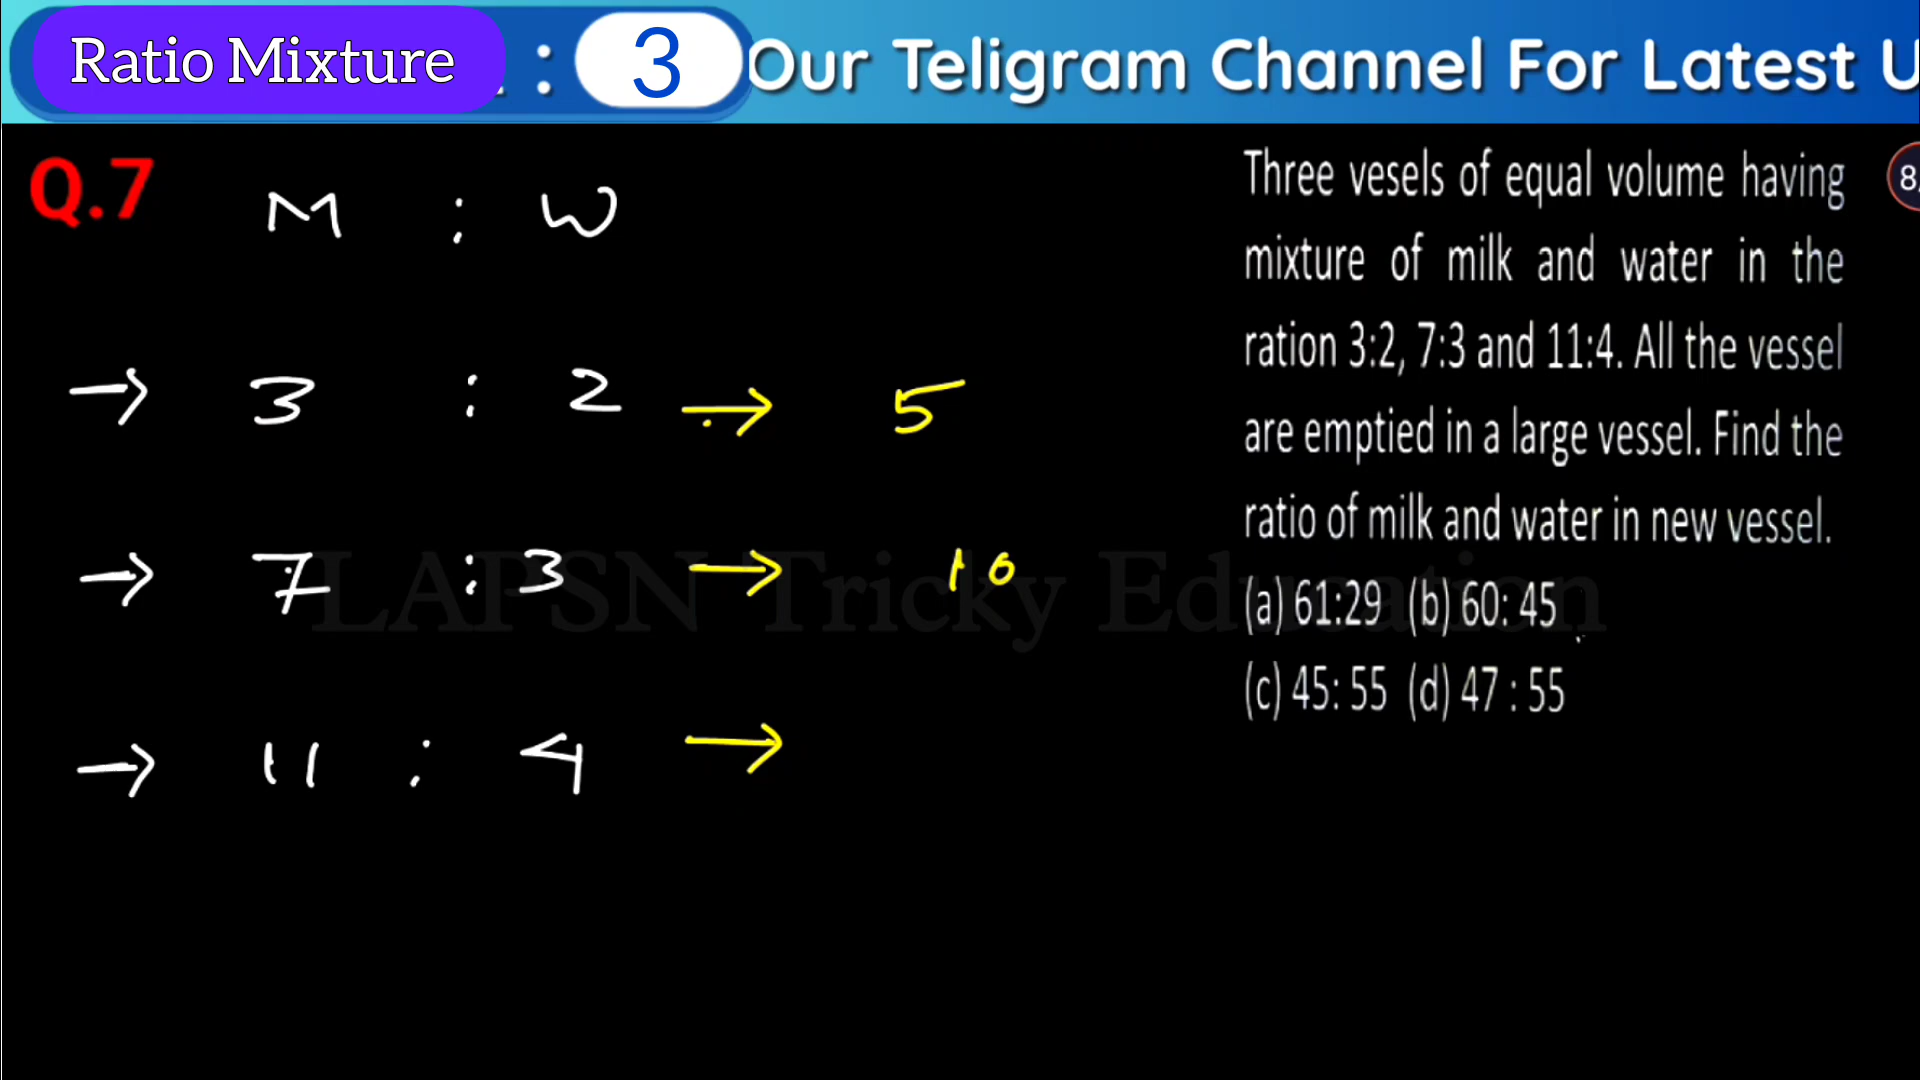 Ratio Mixture : 3 Our Teligram Channel For Latest U
Q.7
M : W
→ 3 : 2 → 5
→ 7 : 3 → 10
→ 11 : 4 →
Three vesels of equal volume having
mixture of milk and water in the
ration 3:2, 7:3 and 11:4. All the vessel
are emptied in a large vessel. Find the
ratio of milk and water in new vessel.
(a) 61:29 (b) 60: 45
(c) 45: 55 (d) 47 : 55
8
LAPSN Tricky Education